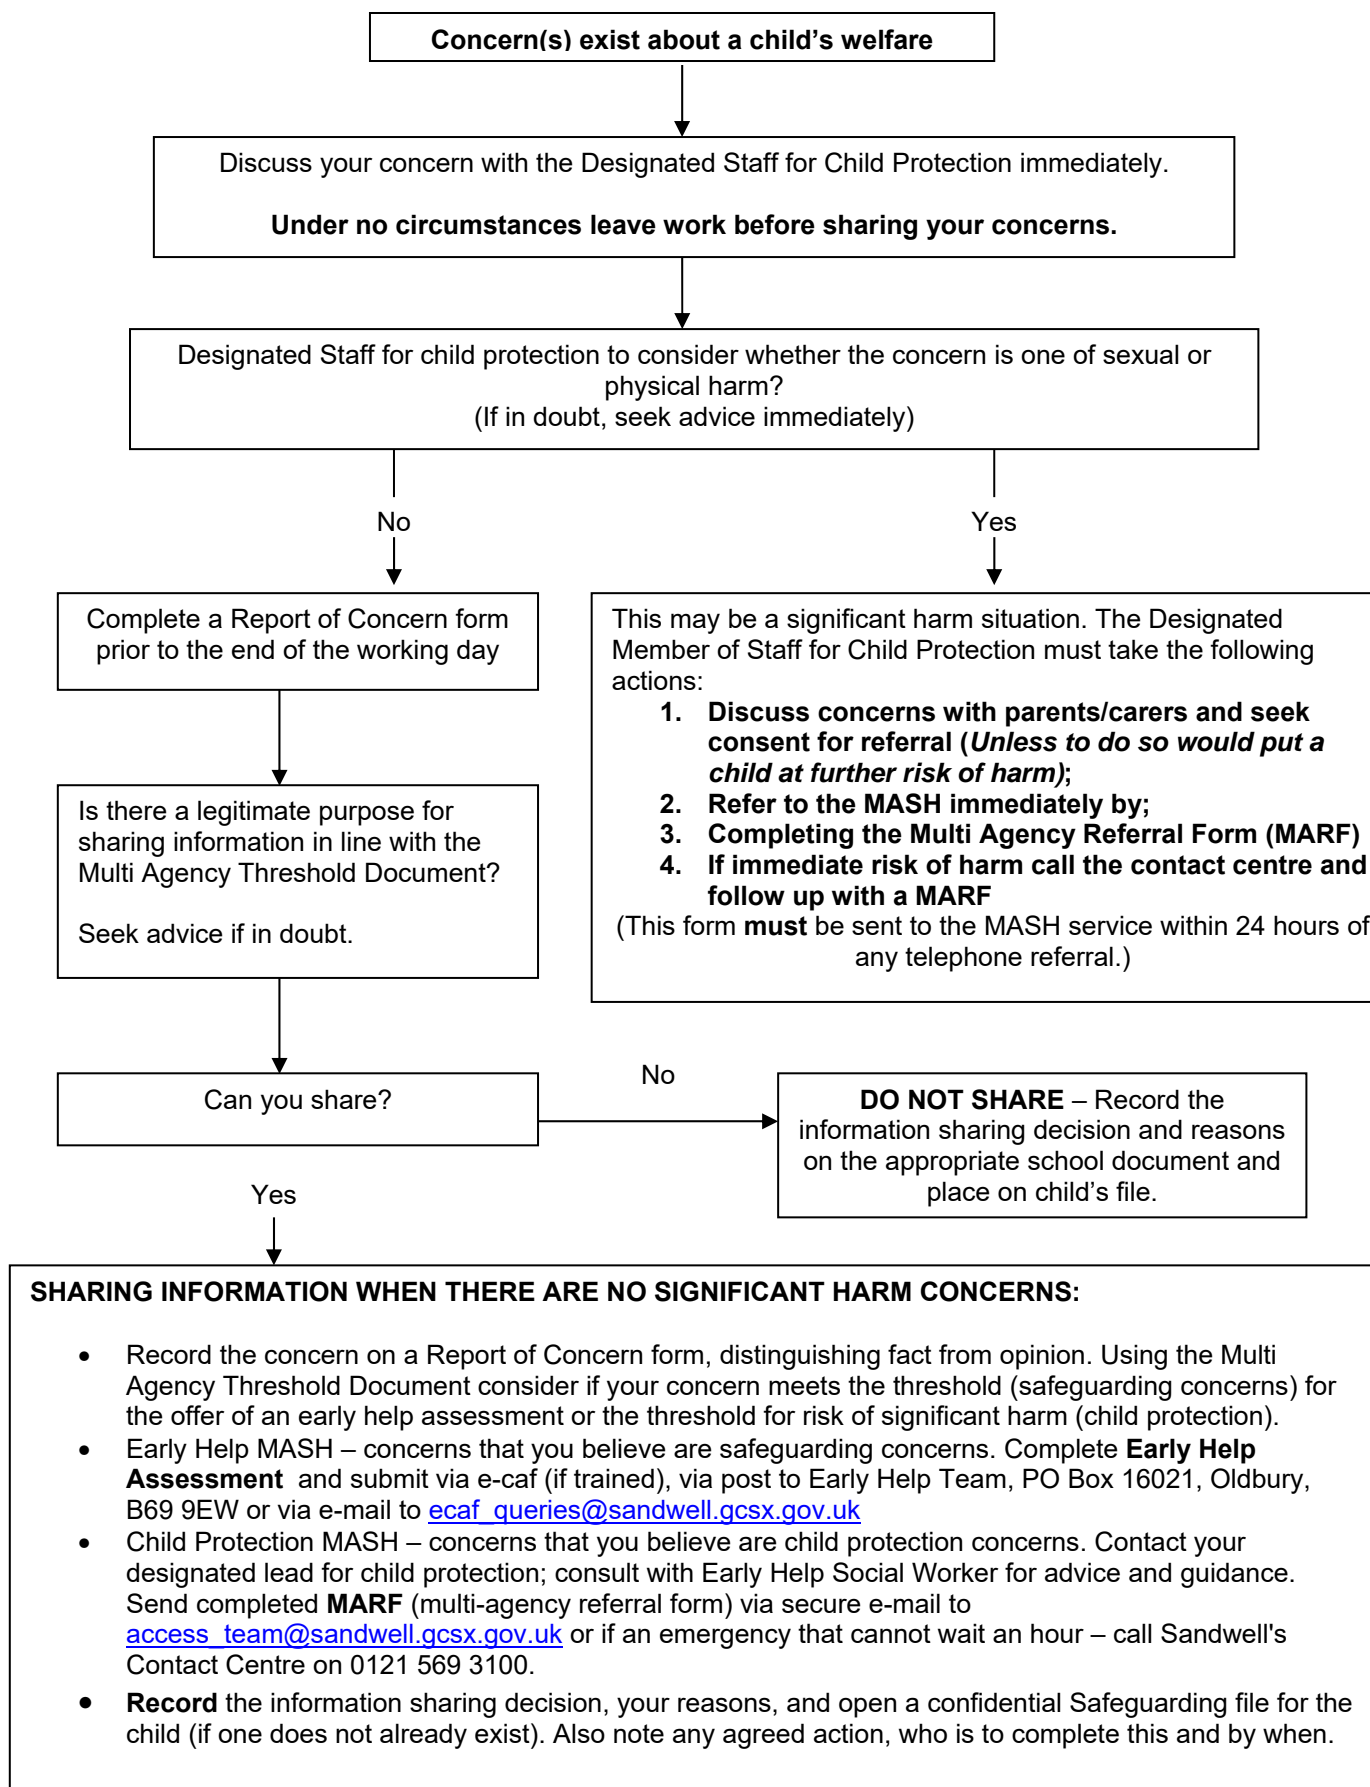 Concern(s) exist about a child's welfare
Discuss your concern with the Designated Staff for Child Protection immediately.
Under no circumstances leave work before sharing your concerns.
Designated Staff for child protection to consider whether the concern is one of sexual or
physical harm?
(If in doubt, seek advice immediately)
No
Yes
Complete a Report of Concern form
prior to the end of the working day
This may be a significant harm situation. The Designated
Member of Staff for Child Protection must take the following
actions:
1. Discuss concerns with parents/carers and seek
consent for referral (Unless to do so would put a
child at further risk of harm);
2. Refer to the MASH immediately by;
3. Completing the Multi Agency Referral Form (MARF)
4. If immediate risk of harm call the contact centre and
follow up with a MARF
(This form must be sent to the MASH service within 24 hours of
any telephone referral.)
Is there a legitimate purpose for
sharing information in line with the
Multi Agency Threshold Document?
Seek advice if in doubt.
Can you share?
No
DO NOT SHARE – Record the
information sharing decision and reasons
on the appropriate school document and
place on child's file.
Yes
SHARING INFORMATION WHEN THERE ARE NO SIGNIFICANT HARM CONCERNS:
• Record the concern on a Report of Concern form, distinguishing fact from opinion. Using the Multi
Agency Threshold Document consider if your concern meets the threshold (safeguarding concerns) for
the offer of an early help assessment or the threshold for risk of significant harm (child protection).
• Early Help MASH – concerns that you believe are safeguarding concerns. Complete Early Help
Assessment and submit via e-caf (if trained), via post to Early Help Team, PO Box 16021, Oldbury,
B69 9EW or via e-mail to ecaf_queries@sandwell.gcsx.gov.uk
• Child Protection MASH – concerns that you believe are child protection concerns. Contact your
designated lead for child protection; consult with Early Help Social Worker for advice and guidance.
Send completed MARF (multi-agency referral form) via secure e-mail to
access_team@sandwell.gcsx.gov.uk or if an emergency that cannot wait an hour – call Sandwell's
Contact Centre on 0121 569 3100.
• Record the information sharing decision, your reasons, and open a confidential Safeguarding file for the
child (if one does not already exist). Also note any agreed action, who is to complete this and by when.